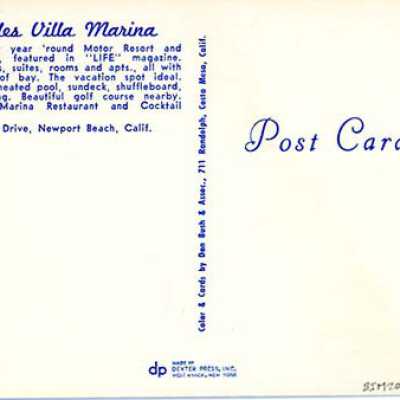 les Villa Marina
year 'round Motor Resort and
, featured in "LIFE" magazine.
s, suites, rooms and apts., all with
of bay. The vacation spot ideal.
heated pool, sundeck, shuffleboard,
g. Beautiful golf course nearby.
Marina Restaurant and Cocktail
Drive, Newport Beach, Calif.
Color & Cards by Don Bush & Assoc., 711 Randolph, Costa Mesa, Calif.
Post Card
dp
MADE BY
DEXTER PRESS, INC.
WEST NYACK, NEW YORK